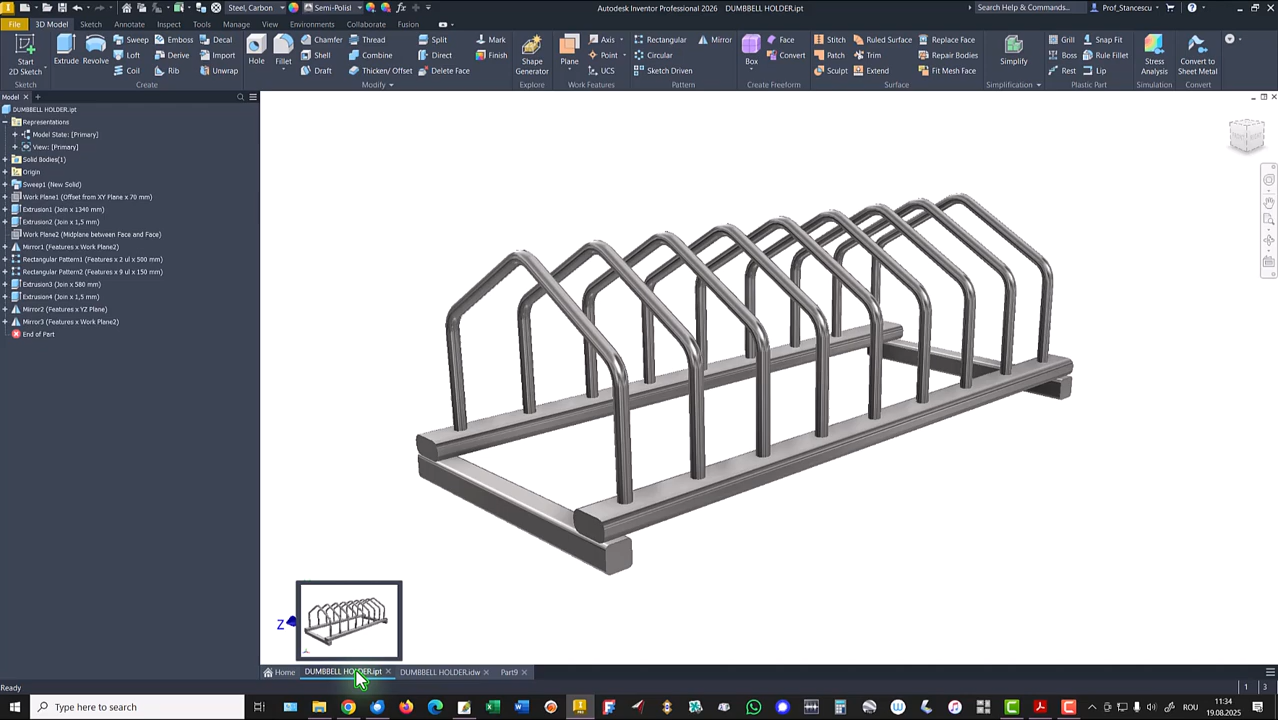 Steel, Carbon
Semi-Polisl
Autodesk Inventor Professional 2026 DUMBBELL HOLDER.ipt
Search Help & Commands...
Prof_Stancescu
File 3D Model Sketch Annotate Inspect Tools Manage View Environments Collaborate Fusion
Start
2D Sketch
Sketch
Extrude
Revolve
Sweep
Loft
Coil
Emboss
Derive
Rib
Decal
Import
Unwrap
Create
Hole
Fillet
Chamfer
Shell
Draft
Thread
Combine
Thicken/ Offset
Split
Direct
Delete Face
Modify
Mark
Finish
Shape
Generator
Explore
Plane
Axis
Point
UCS
Work Features
Rectangular
Circular
Sketch Driven
Mirror
Pattern
Box
Face
Convert
Create Freeform
Stitch
Patch
Sculpt
Ruled Surface
Trim
Extend
Replace Face
Repair Bodies
Fit Mesh Face
Surface
Simplify
Simplification
Grill
Boss
Rest
Snap Fit
Rule Fillet
Lip
Plastic Part
Stress
Analysis
Simulation
Convert to
Sheet Metal
Convert
Model
DUMBBELL HOLDER.ipt
Representations
Model State: [Primary]
View: [Primary]
Solid Bodies(1)
Origin
Sweep1 (New Solid)
Work Plane1 (Offset from XY Plane x 70 mm)
Extrusion1 (Join x 1340 mm)
Extrusion2 (Join x 1,5 mm)
Work Plane2 (Midplane between Face and Face)
Mirror1 (Features x Work Plane2)
Rectangular Pattern1 (Features x 2 ul x 500 mm)
Rectangular Pattern2 (Features x 9 ul x 150 mm)
Extrusion3 (Join x 580 mm)
Extrusion4 (Join x 1,5 mm)
Mirror2 (Features x YZ Plane)
Mirror3 (Features x Work Plane2)
End of Part
Z
Home DUMBBELL HOLDER.ipt DUMBBELL HOLDER.idw Part9
Ready
1 3
Type here to search
ROU
11:34
19.08.2025